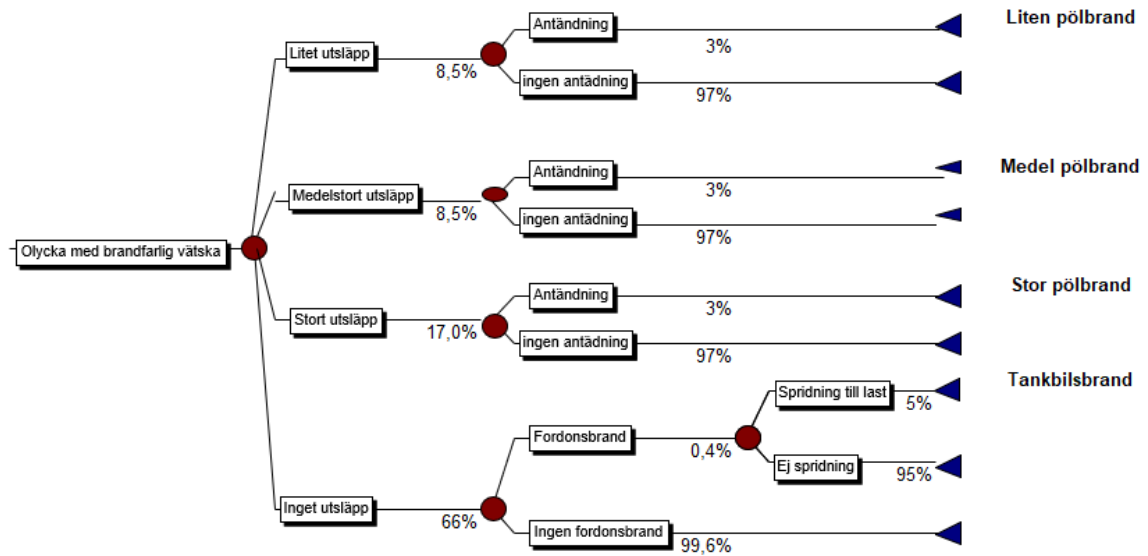 Antändning
Liten pölbrand
Litet utsläpp
8,5%
3%
ingen antädning
97%
Antändning
Medel pölbrand
Medelstort utsläpp
8,5%
3%
ingen antädning
97%
Olycka med brandfarlig vätska
Antändning
Stor pölbrand
Stort utsläpp
17,0%
3%
ingen antädning
97%
Tankbilsbrand
Spridning till last
5%
Fordonsbrand
0,4%
Ej spridning
95%
Inget utsläpp
66%
Ingen fordonsbrand
99,6%